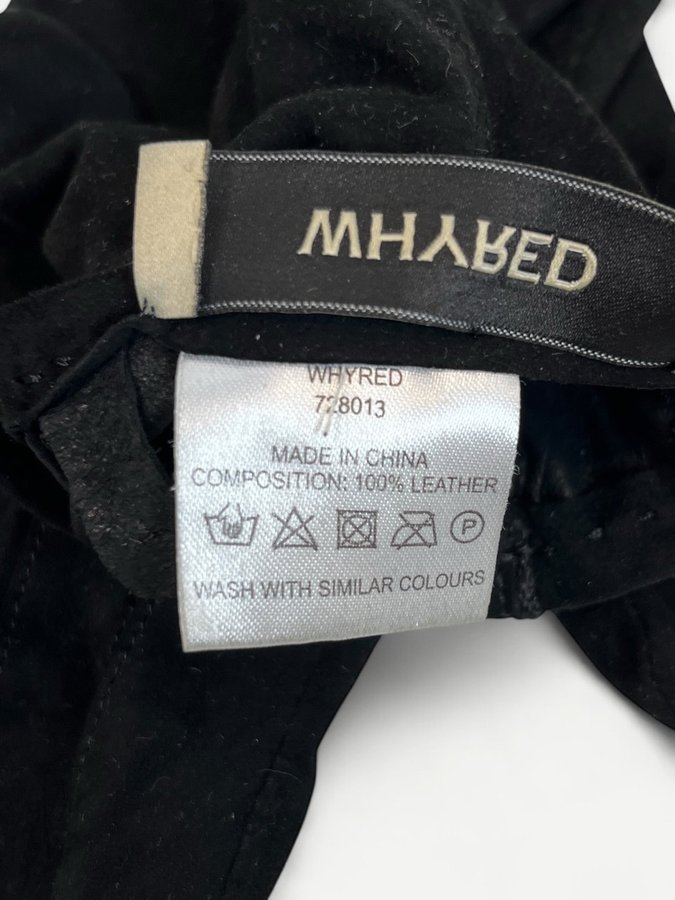 WHYRED
WHYRED
728013
MADE IN CHINA
COMPOSITION: 100% LEATHER
P
WASH WITH SIMILAR COLOURS